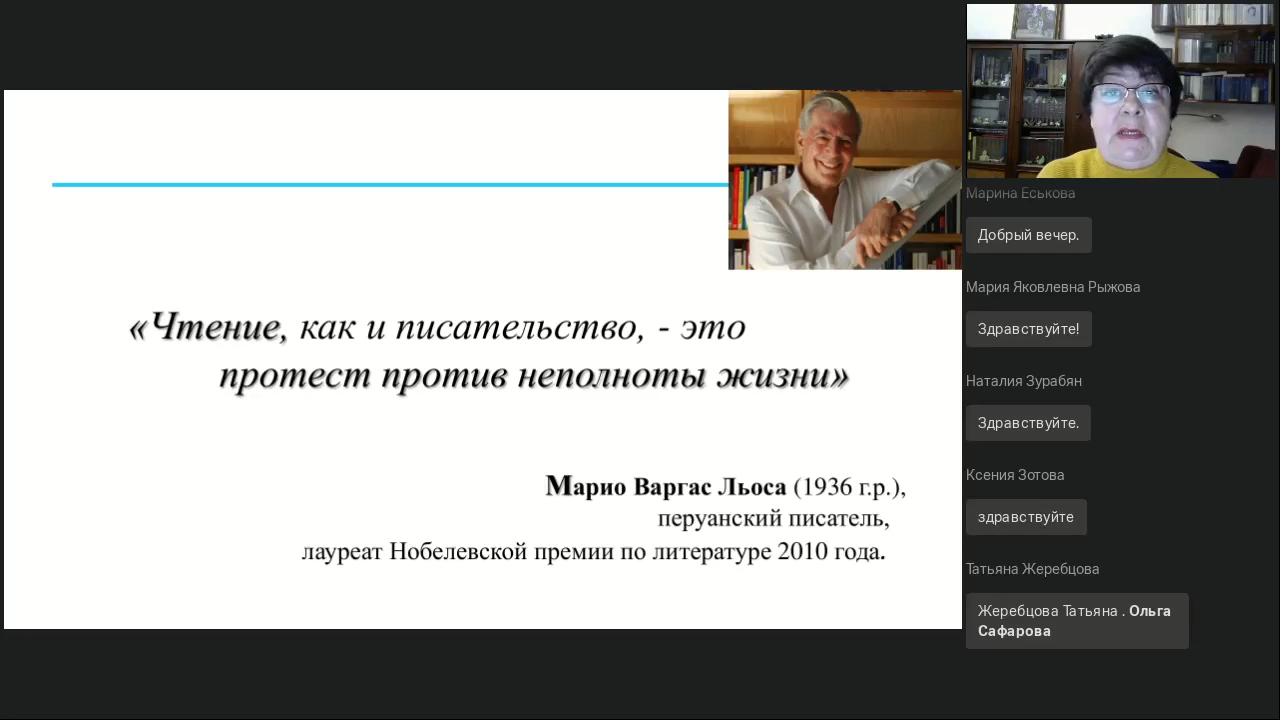 «Чтение, как и писательство, - это
протест против неполноты жизни»
Марио Варгас Льоса (1936 г.р.),
перуанский писатель,
лауреат Нобелевской премии по литературе 2010 года.
Марина Еськова
Добрый вечер.
Мария Яковлевна Рыжова
Здравствуйте!
Наталия Зурабян
Здравствуйте.
Ксения Зотова
здравствуйте
Татьяна Жеребцова
Жеребцова Татьяна . Ольга
Сафарова